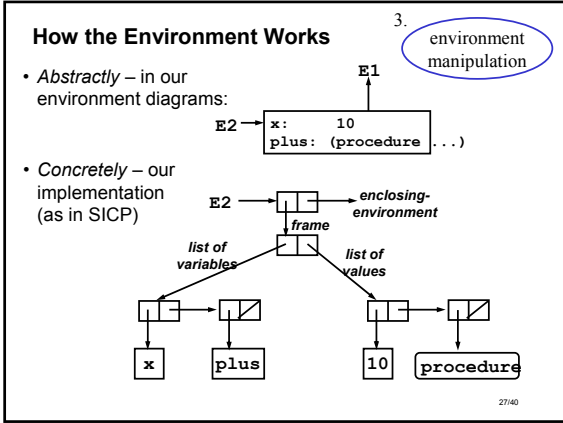 How the Environment Works
3.
environment
manipulation
• Abstractly – in our
environment diagrams:
E1
E2
x: 10
plus: (procedure ...)
• Concretely – our
implementation
(as in SICP)
E2
enclosing-
environment
frame
list of
variables
list of
values
x
plus
10
procedure
27/40